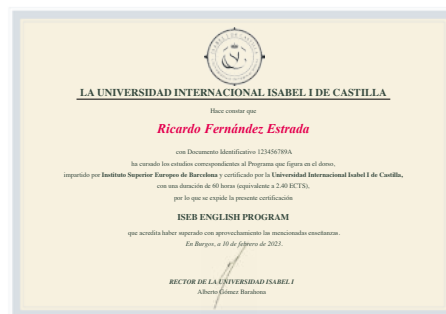 LA UNIVERSIDAD INTERNACIONAL ISABEL I DE CASTILLA
Hace constar que
Ricardo Fernández Estrada
con Documento Identificativo 123456789A
ha cursado los estudios correspondientes al Programa que figura en el dorso,
impartido por Instituto Superior Europeo de Barcelona y certificado por la Universidad Internacional Isabel I de Castilla,
con una duración de 60 horas (equivalente a 2.40 ECTS),
por lo que se expide la presente certificación
ISEB ENGLISH PROGRAM
que acredita haber superado con aprovechamiento las mencionadas enseñanzas.
En Burgos, a 10 de febrero de 2023.
RECTOR DE LA UNIVERSIDAD ISABEL I
Alberto Gómez Barahona